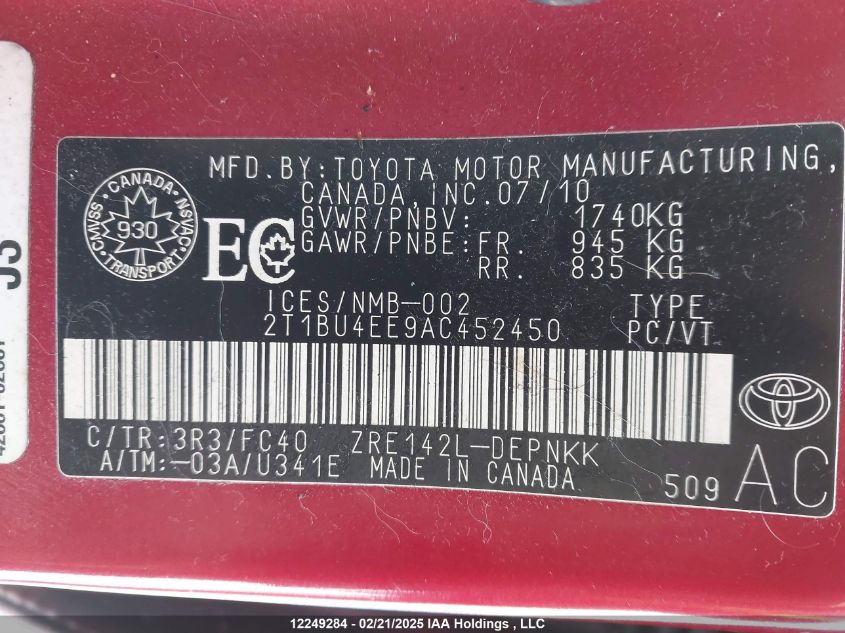 MFD.BY:TOYOTA MOTOR MANUFACTURING,
CANADA,INC.07/10
GVWR/PNBV: 1740KG
GAWR/PNBE:FR. 945 KG
RR. 835 KG
CANADA
CMVSS NSVAC
930
TRANSPORT
EC
ICES/NMB-002 TYPE
2T1BU4EE9AC452450 PC/VT
C/TR:3R3/FC40 ZRE142L-DEPNKK
A/TM:-03A/U341E MADE IN CANADA
509 AC
12249284 - 02/21/2025 IAA Holdings , LLC